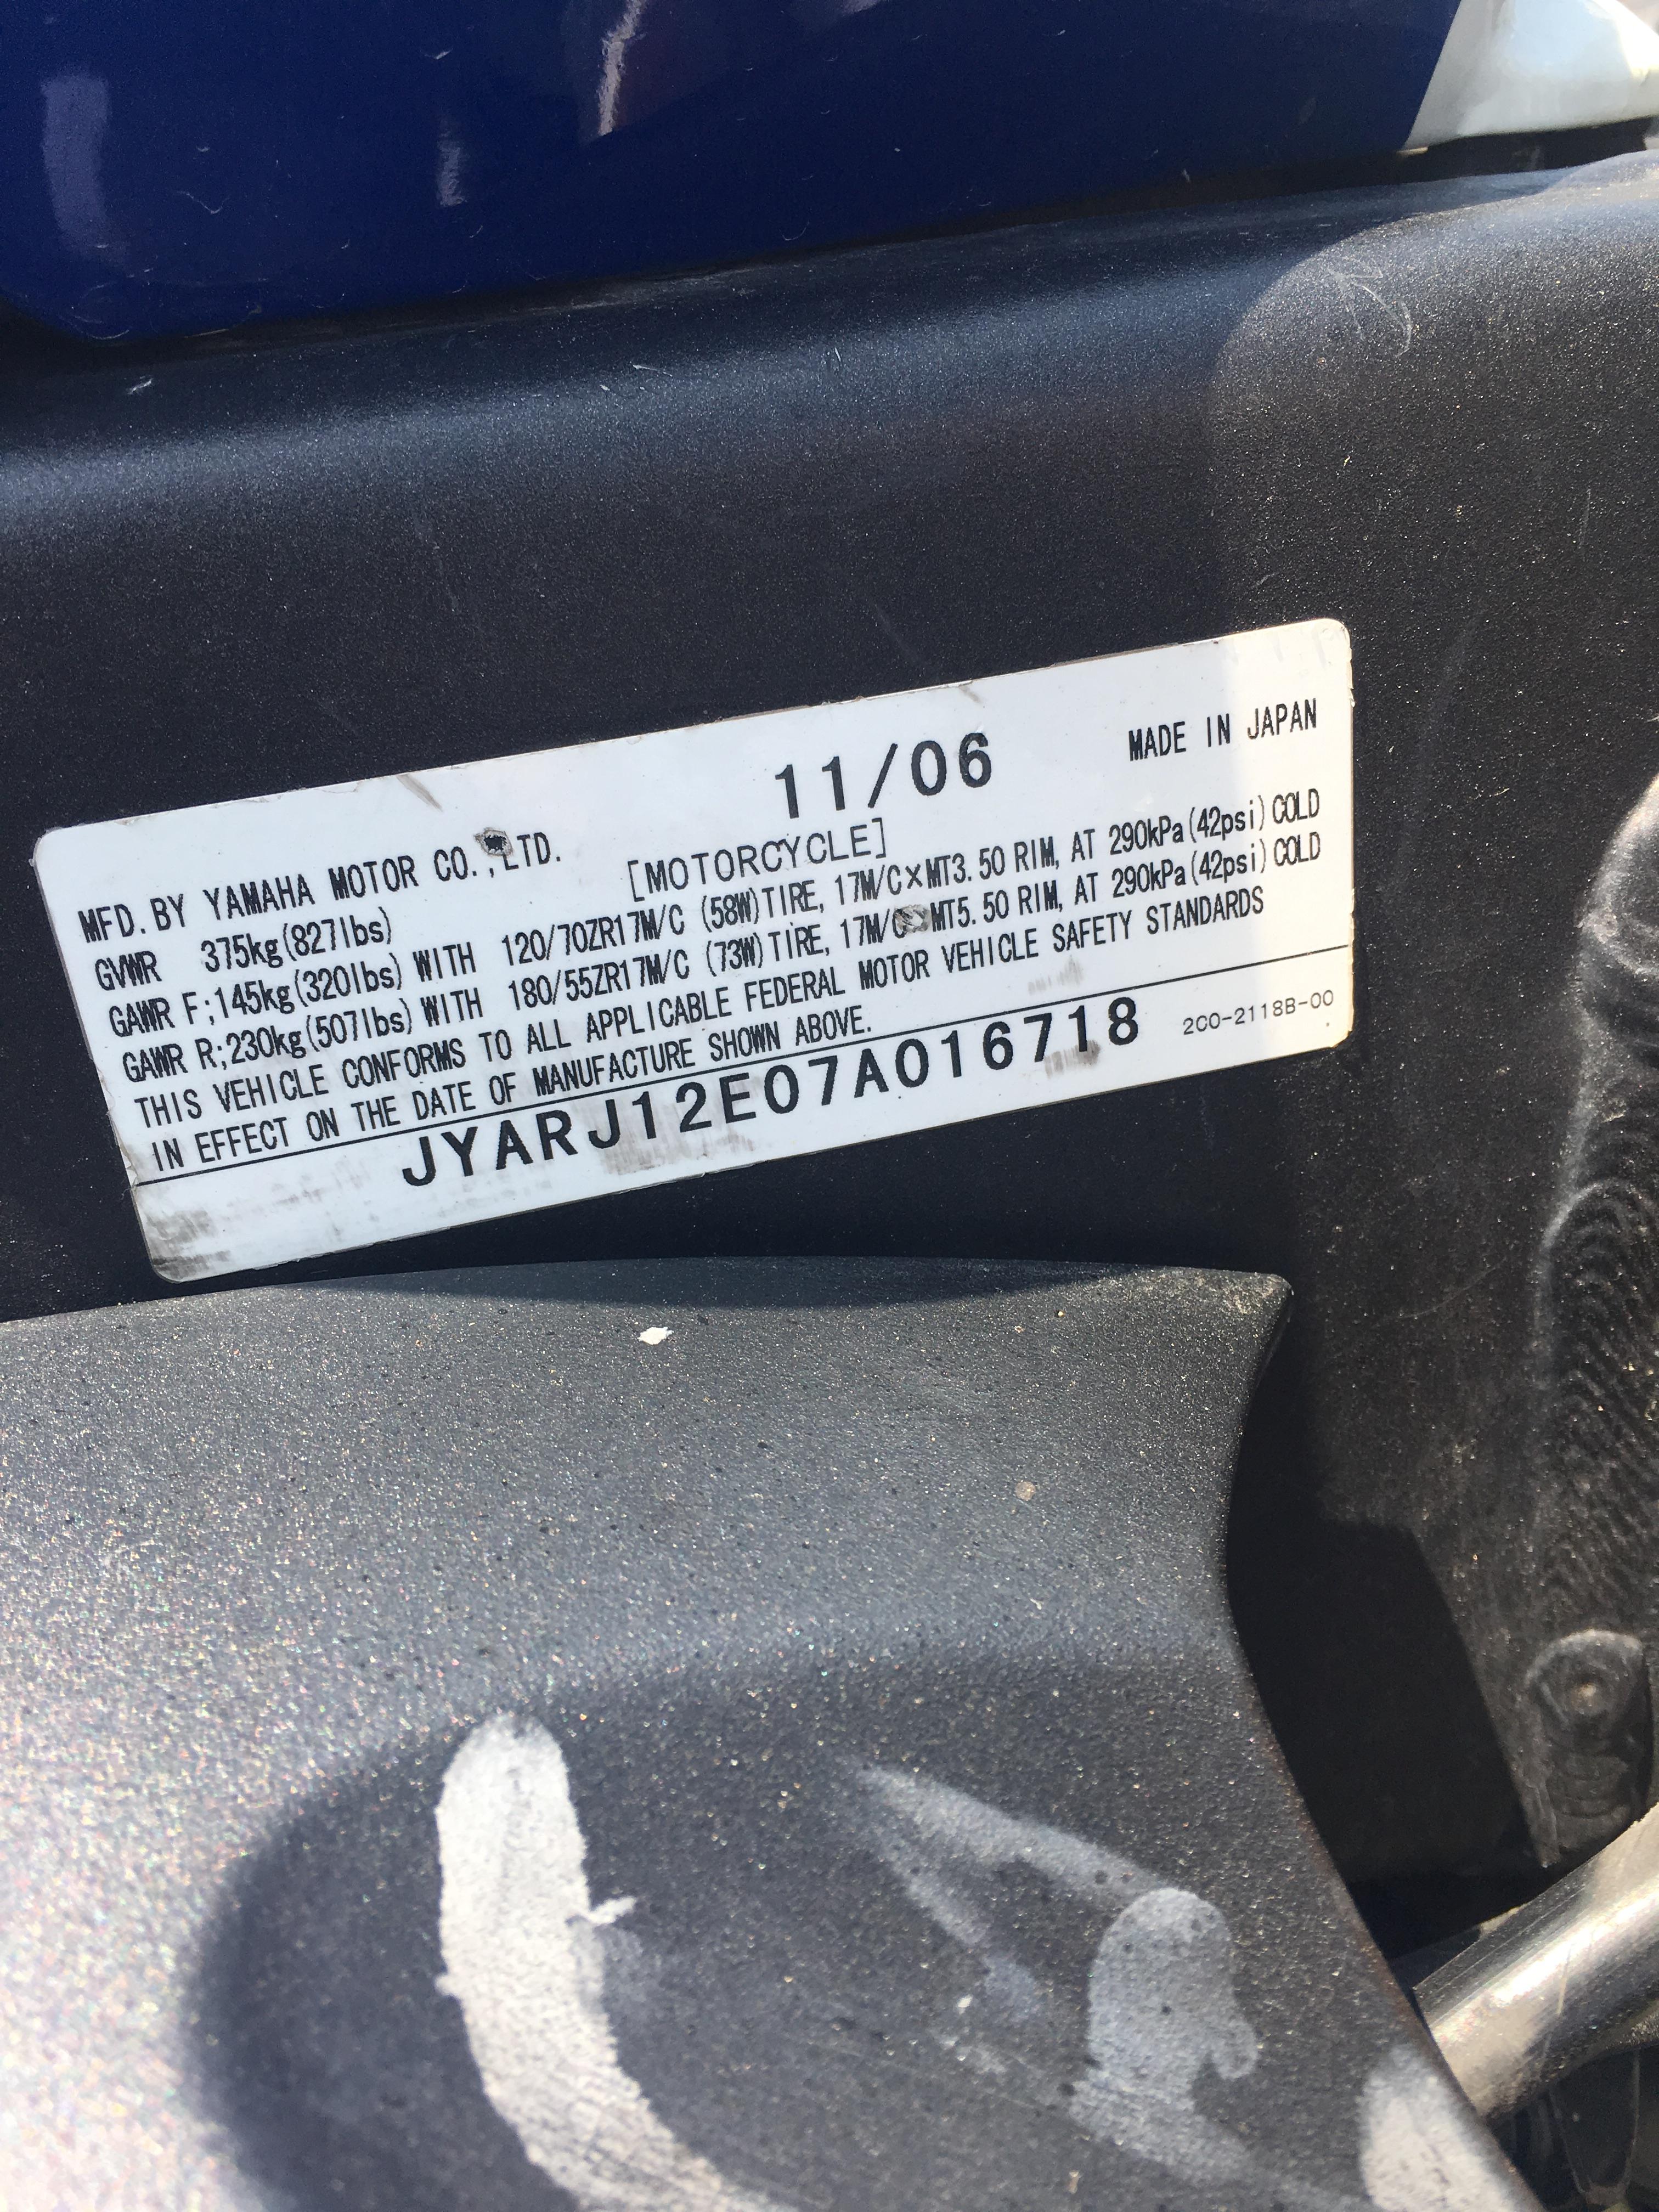 11/06
MADE IN JAPAN
MFD. BY YAMAHA MOTOR CO., LTD.
[MOTORCYCLE]
GVWR 375kg(827lbs)
GAWR F;145kg(320lbs) WITH 120/70ZR17M/C (58W)TIRE, 17M/C×MT3.50 RIM, AT 290kPa(42psi)COLD
GAWR R;230kg(507lbs) WITH 180/55ZR17M/C (73W)TIRE, 17M/C MT5.50 RIM, AT 290kPa(42psi)COLD
THIS VEHICLE CONFORMS TO ALL APPLICABLE FEDERAL MOTOR VEHICLE SAFETY STANDARDS
IN EFFECT ON THE DATE OF MANUFACTURE SHOWN ABOVE.
JYARJ12E07A016718
2C0-2118B-00